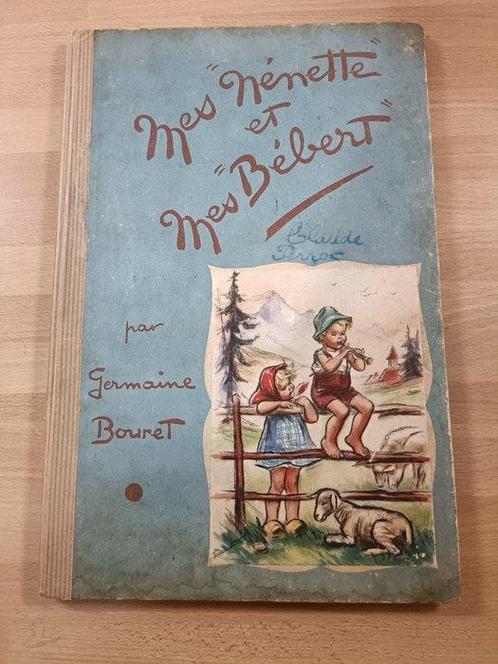 Mes "Nénette"
et
Mes "Bébert"
Claude
Perrot
par
Germaine
Bouret